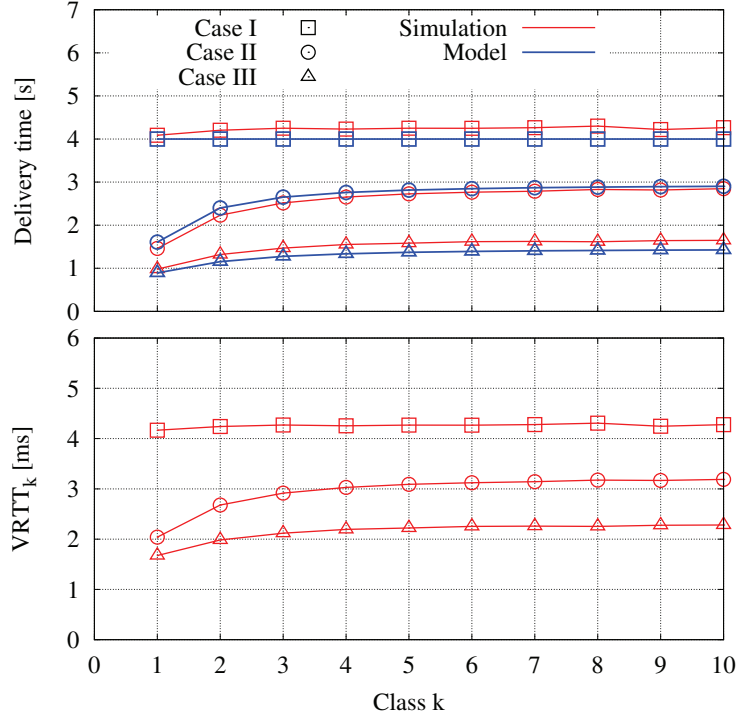 7
6
5
4
3
2
1
0
Delivery time [s]
Case I
Case II
Case III
Simulation
Model
6
5
4
3
2
1
0
VRTT_k [ms]
0 1 2 3 4 5 6 7 8 9 10
Class k